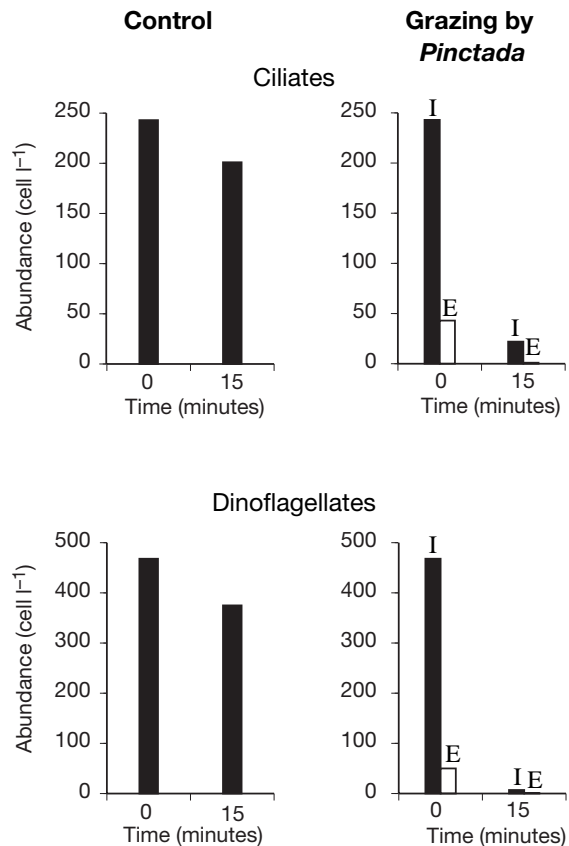 Control
Grazing by
Pinctada
Ciliates
Abundance (cell l–1)
250
200
150
100
50
0
0
15
Time (minutes)
250
200
150
100
50
0
I
E
I
E
0
15
Time (minutes)
Dinoflagellates
Abundance (cell l–1)
500
400
300
200
100
0
0
15
Time (minutes)
500
400
300
200
100
0
I
E
I E
0
15
Time (minutes)